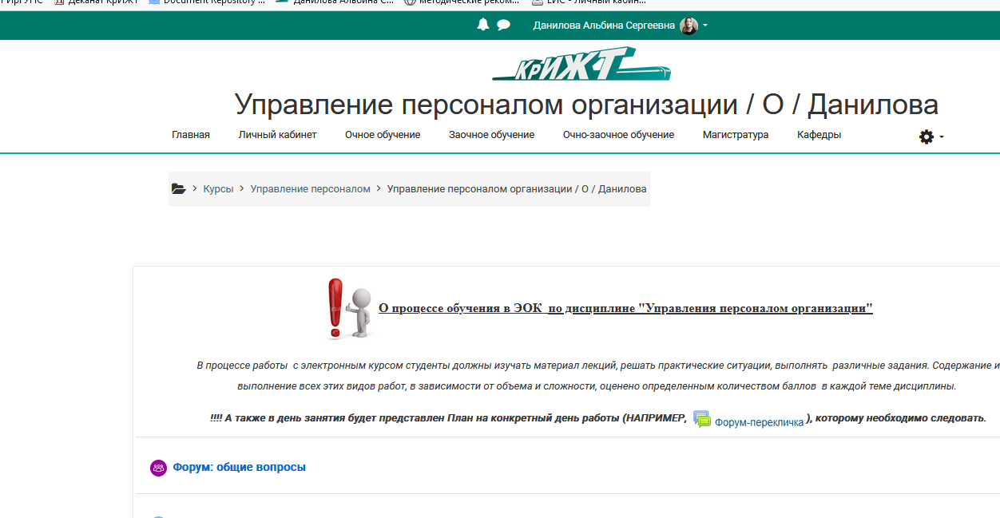 Деканат КрИЖТ Document Repository ... Данилова Альбина С... методические реком... ЕИС - Личный кабин...
Данилова Альбина Сергеевна
КрИЖТ
Управление персоналом организации / О / Данилова
Главная Личный кабинет Очное обучение Заочное обучение Очно-заочное обучение Магистратура Кафедры
Курсы > Управление персоналом > Управление персоналом организации / О / Данилова
О процессе обучения в ЭОК по дисциплине "Управления персоналом организации"
В процессе работы с электронным курсом студенты должны изучать материал лекций, решать практические ситуации, выполнять различные задания. Содержание и
выполнение всех этих видов работ, в зависимости от объема и сложности, оценено определенным количеством баллов в каждой теме дисциплины.
!!!! А также в день занятия будет представлен План на конкретный день работы (НАПРИМЕР, Форум-перекличка ), которому необходимо следовать.
Форум: общие вопросы